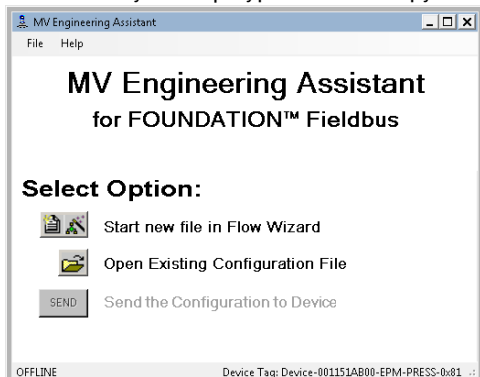 MV Engineering Assistant
File Help
MV Engineering Assistant
for FOUNDATION™ Fieldbus
Select Option:
Start new file in Flow Wizard
Open Existing Configuration File
SEND Send the Configuration to Device
OFFLINE Device Tag: Device-001151AB00-EPM-PRESS-0x81